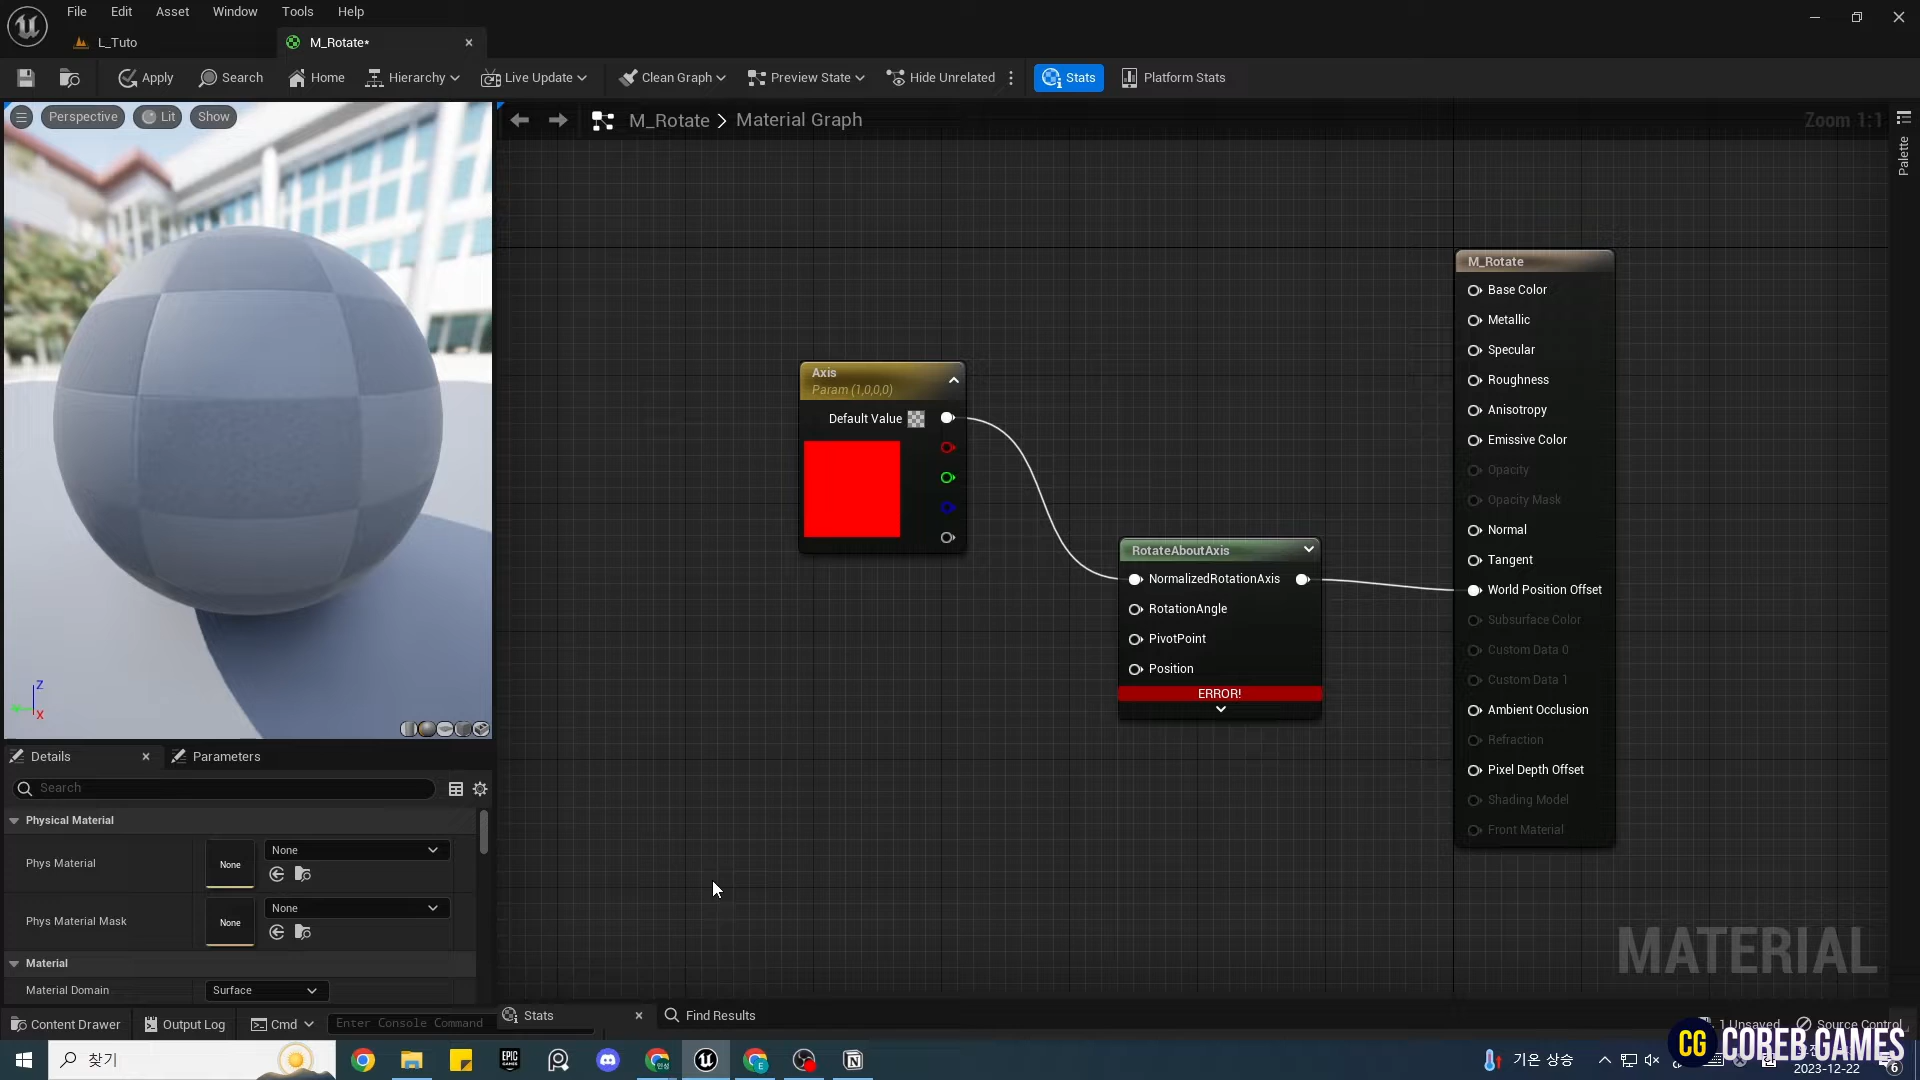 File Edit Asset Window Tools Help
L_Tuto M_Rotate*
Apply Search Home Hierarchy Live Update Clean Graph Preview State Hide Unrelated Stats Platform Stats
Perspective Lit Show
M_Rotate > Material Graph
Zoom 1:1
Palette
Axis
Param (1,0,0,0)
Default Value
RotateAboutAxis
NormalizedRotationAxis
RotationAngle
PivotPoint
Position
ERROR!
M_Rotate
Base Color
Metallic
Specular
Roughness
Anisotropy
Emissive Color
Opacity
Opacity Mask
Normal
Tangent
World Position Offset
Subsurface Color
Custom Data 0
Custom Data 1
Ambient Occlusion
Refraction
Pixel Depth Offset
Shading Model
Front Material
MATERIAL
Z
X
Details Parameters
Search
Physical Material
Phys Material None None
Phys Material Mask None None
Material
Material Domain Surface
Stats Find Results
Content Drawer Output Log Cmd Enter Console Command
1 Unsaved Source Control
찾기
EPIC GAMES
기온 상승
2023-12-22
6
CG COREB GAMES